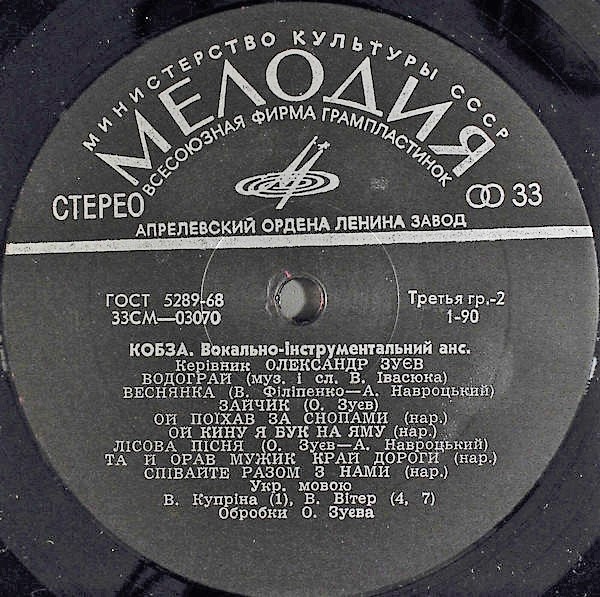 МИНИСТЕРСТВО КУЛЬТУРЫ СССР
МЕЛОДИЯ
ВСЕСОЮЗНАЯ ФИРМА ГРАМПЛАСТИНОК
СТЕРЕО
33
АПРЕЛЕВСКИЙ ОРДЕНА ЛЕНИНА ЗАВОД
ГОСТ 5289-68
Третья гр.-2
33СМ—03070
1-90
КОБЗА. Вокально-інструментальний анс.
Керівник ОЛЕКСАНДР ЗУЄВ
ВОДОГРАЙ (муз. і сл. В. Івасюка)
ВЕСНЯНКА (В. Філіпенко—А. Навроцький)
ЗАЙЧИК (О. Зуєв)
ОЙ ПОЇХАВ ЗА СНОПАМИ (нар.)
ОЙ КИНУ Я БУК НА ЯМУ (нар.)
ЛІСОВА ПІСНЯ (О. Зуєв—А. Навроцький)
ТА Й ОРАВ МУЖИК КРАЙ ДОРОГИ (нар.)
СПІВАЙТЕ РАЗОМ З НАМИ (нар.)
Укр. мовою
В. Купріна (1), В. Вітер (4, 7)
Обробки О. Зуєва